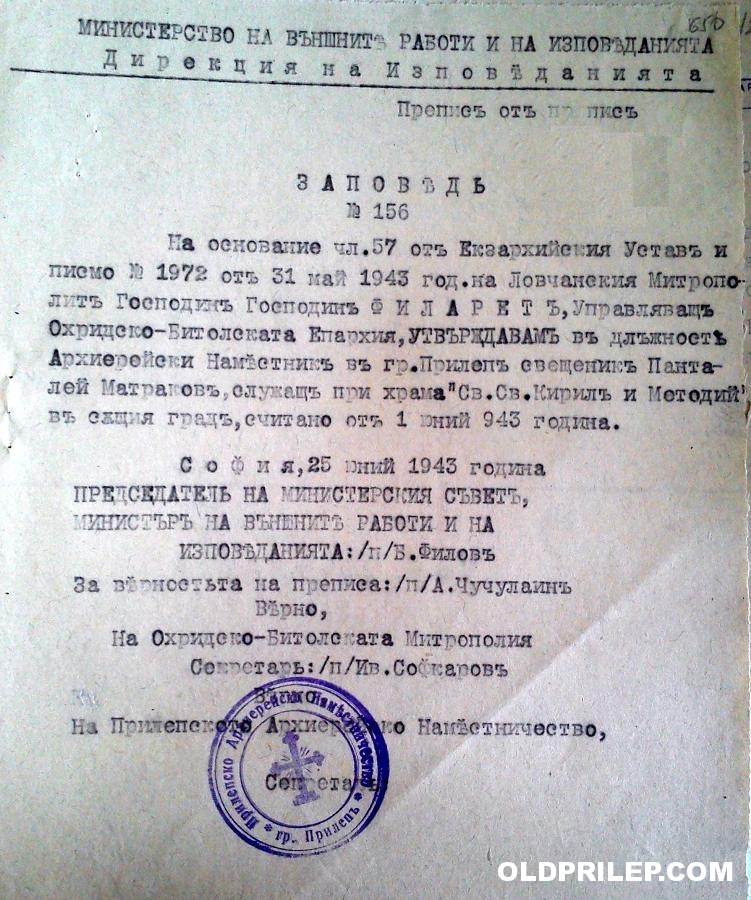 650
МИНИСТЕРСТВО НА ВЪНШНИТѢ РАБОТИ И НА ИЗПОВѢДАНИЯТА
Дирекция на Изповѣданията
Преписъ отъ преписъ
ЗАПОВѢДЬ
№ 156
На основание чл.57 отъ Екзархийския Уставъ и
писмо № 1972 отъ 31 май 1943 год.на Ловчанския Митропо-
литъ Господинъ Господинъ ФИЛАРЕТЪ,Управляващъ
Охридско-Битолската Епархия,УТВЪРЖДАВАМЪ въ длъжность
Архиерейски Намѣстникъ въ гр.Прилепъ свещеникъ Панта-
лей Матраковъ,служащъ при храма"Св.Св.Кирилъ и Методий"
въ сѫщия градъ,считано отъ 1 юний 943 година.
София,25 юний 1943 година
ПРЕДСЕДАТЕЛЬ НА МИНИСТЕРСКИЯ СЪВЕТЪ,
МИНИСТЪРЪ НА ВЪНШНИТѢ РАБОТИ И НА
ИЗПОВѢДАНИЯТА:/п/Б.Филовъ
За вѣрностьта на преписа:/п/А.Чучулаинъ
Вѣрно,
На Охридско-Битолската Митрополия
Секретарь:/п/Ив.Софкаровъ
Вѣрно
На Прилепското Архиерейско Намѣстничество,
Секретарь
Прилепско Архиерейско Намѣстничество
* гр. Прилепъ *
OLDPRILEP.COM